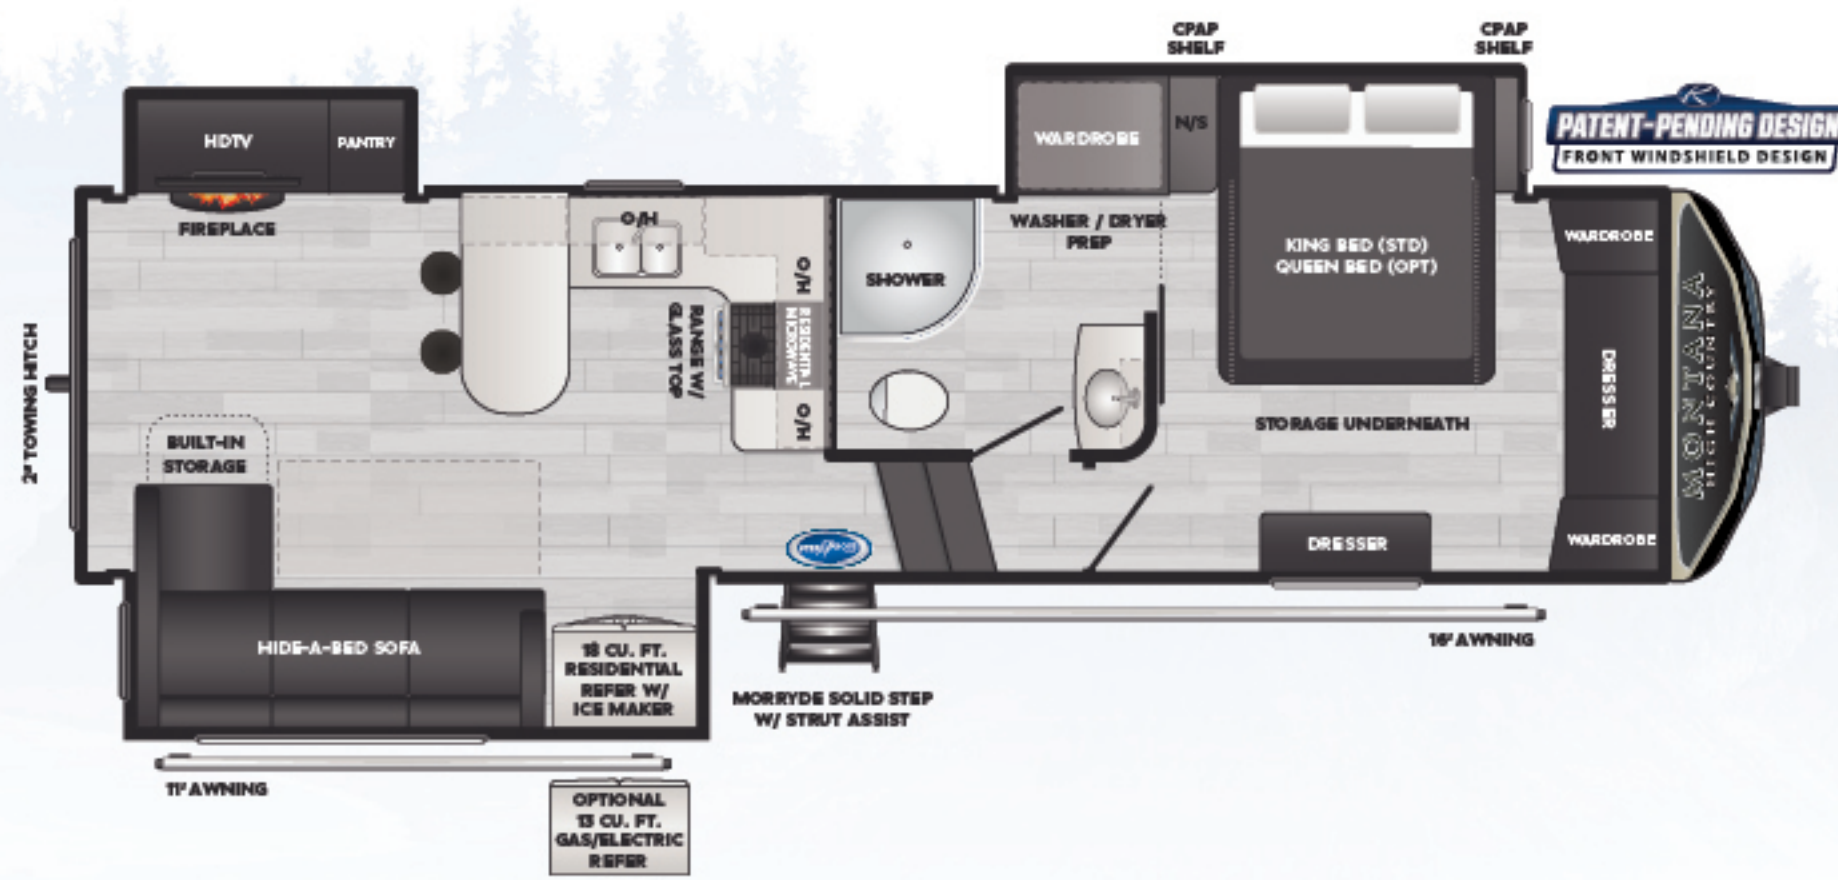 CPAP
SHELF
CPAP
SHELF
PATENT-PENDING DESIGN
FRONT WINDSHIELD DESIGN
HDTV
PANTRY
FIREPLACE
O/H
O/H
RESIDENTIAL
MICROWAVE
RANGE W/
GLASS TOP
O/H
SHOWER
WARDROBE
N/S
WASHER / DRYER
PREP
KING BED (STD)
QUEEN BED (OPT)
STORAGE UNDERNEATH
WARDROBE
DRESSER
WARDROBE
MONTANA
HIGH COUNTRY
DRESSER
2" TOWING HITCH
BUILT-IN
STORAGE
HIDE-A-BED SOFA
18 CU. FT.
RESIDENTIAL
REFER W/
ICE MAKER
MORRYDE SOLID STEP
W/ STRUT ASSIST
16' AWNING
11' AWNING
OPTIONAL
13 CU. FT.
GAS/ELECTRIC
REFER